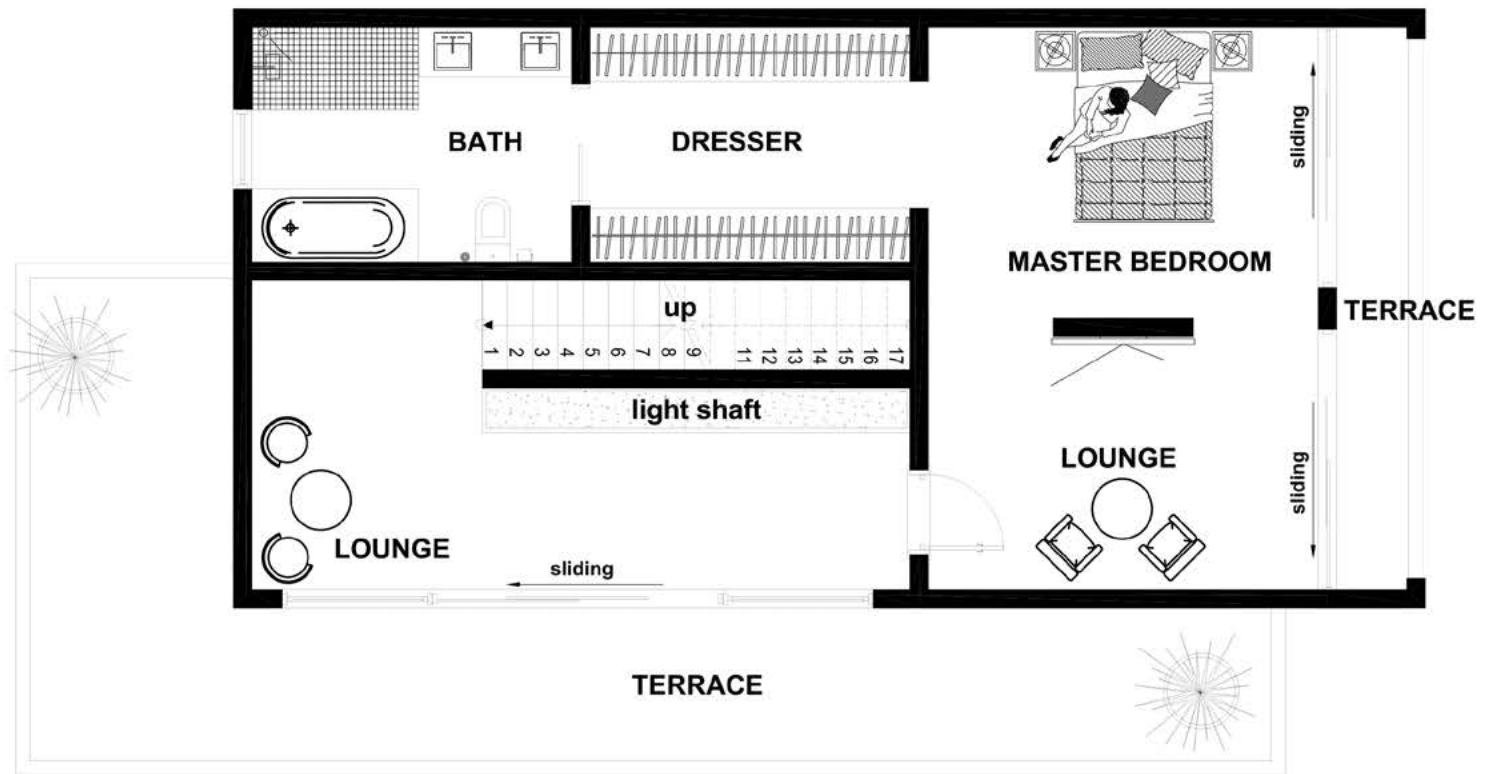 BATH
DRESSER
sliding
MASTER BEDROOM
TERRACE
up
1 2 3 4 5 6 7 8 9 11 12 13 14 15 16 17
light shaft
LOUNGE
sliding
LOUNGE
sliding
TERRACE